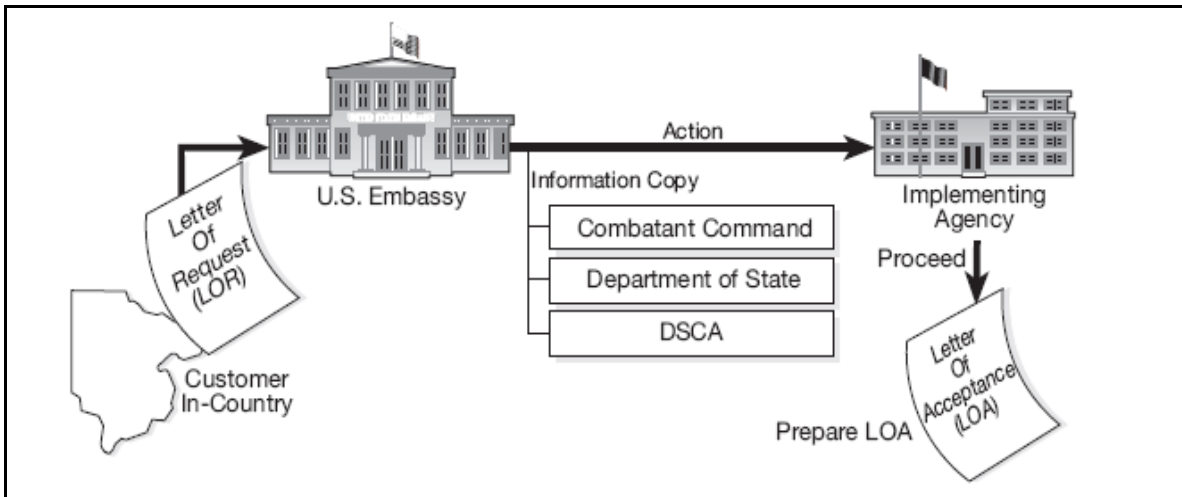 Letter
Of
Request
(LOR)
Customer
In-Country
U.S. Embassy
Action
Information Copy
Combatant Command
Department of State
DSCA
Implementing
Agency
Proceed
Letter
Of
Acceptance
(LOA)
Prepare LOA